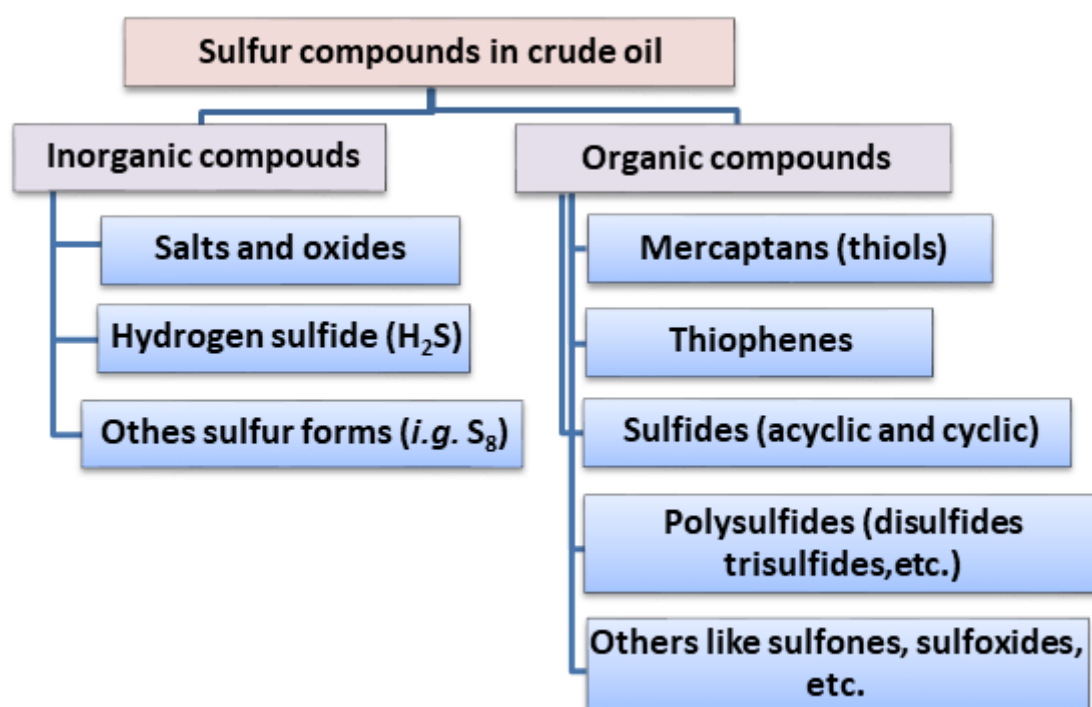 Sulfur compounds in crude oil
Inorganic compouds
Organic compounds
Salts and oxides
Mercaptans (thiols)
Hydrogen sulfide (H₂S)
Thiophenes
Othes sulfur forms (i.g. S₈)
Sulfides (acyclic and cyclic)
Polysulfides (disulfides
trisulfides,etc.)
Others like sulfones, sulfoxides,
etc.